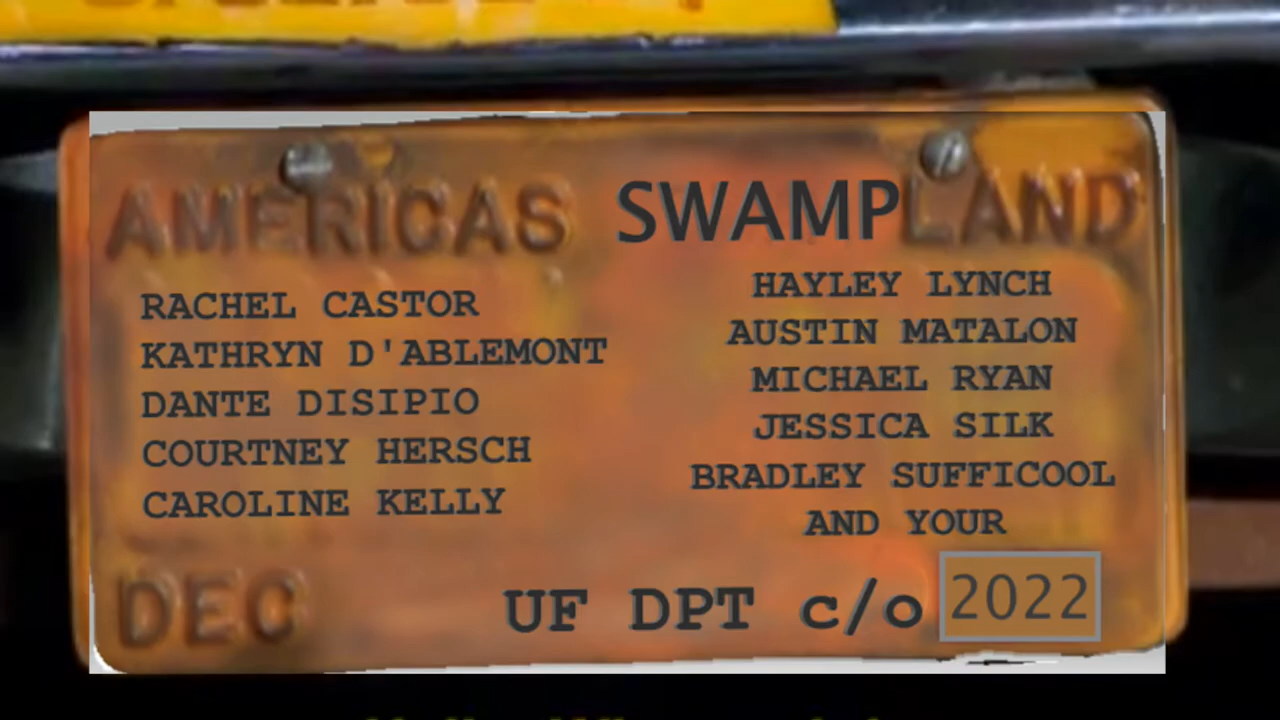 AMERICAS SWAMPLAND
RACHEL CASTOR
KATHRYN D'ABLEMONT
DANTE DISIPIO
COURTNEY HERSCH
CAROLINE KELLY
HAYLEY LYNCH
AUSTIN MATALON
MICHAEL RYAN
JESSICA SILK
BRADLEY SUFFICOOL
AND YOUR
DEC
UF DPT c/o 2022